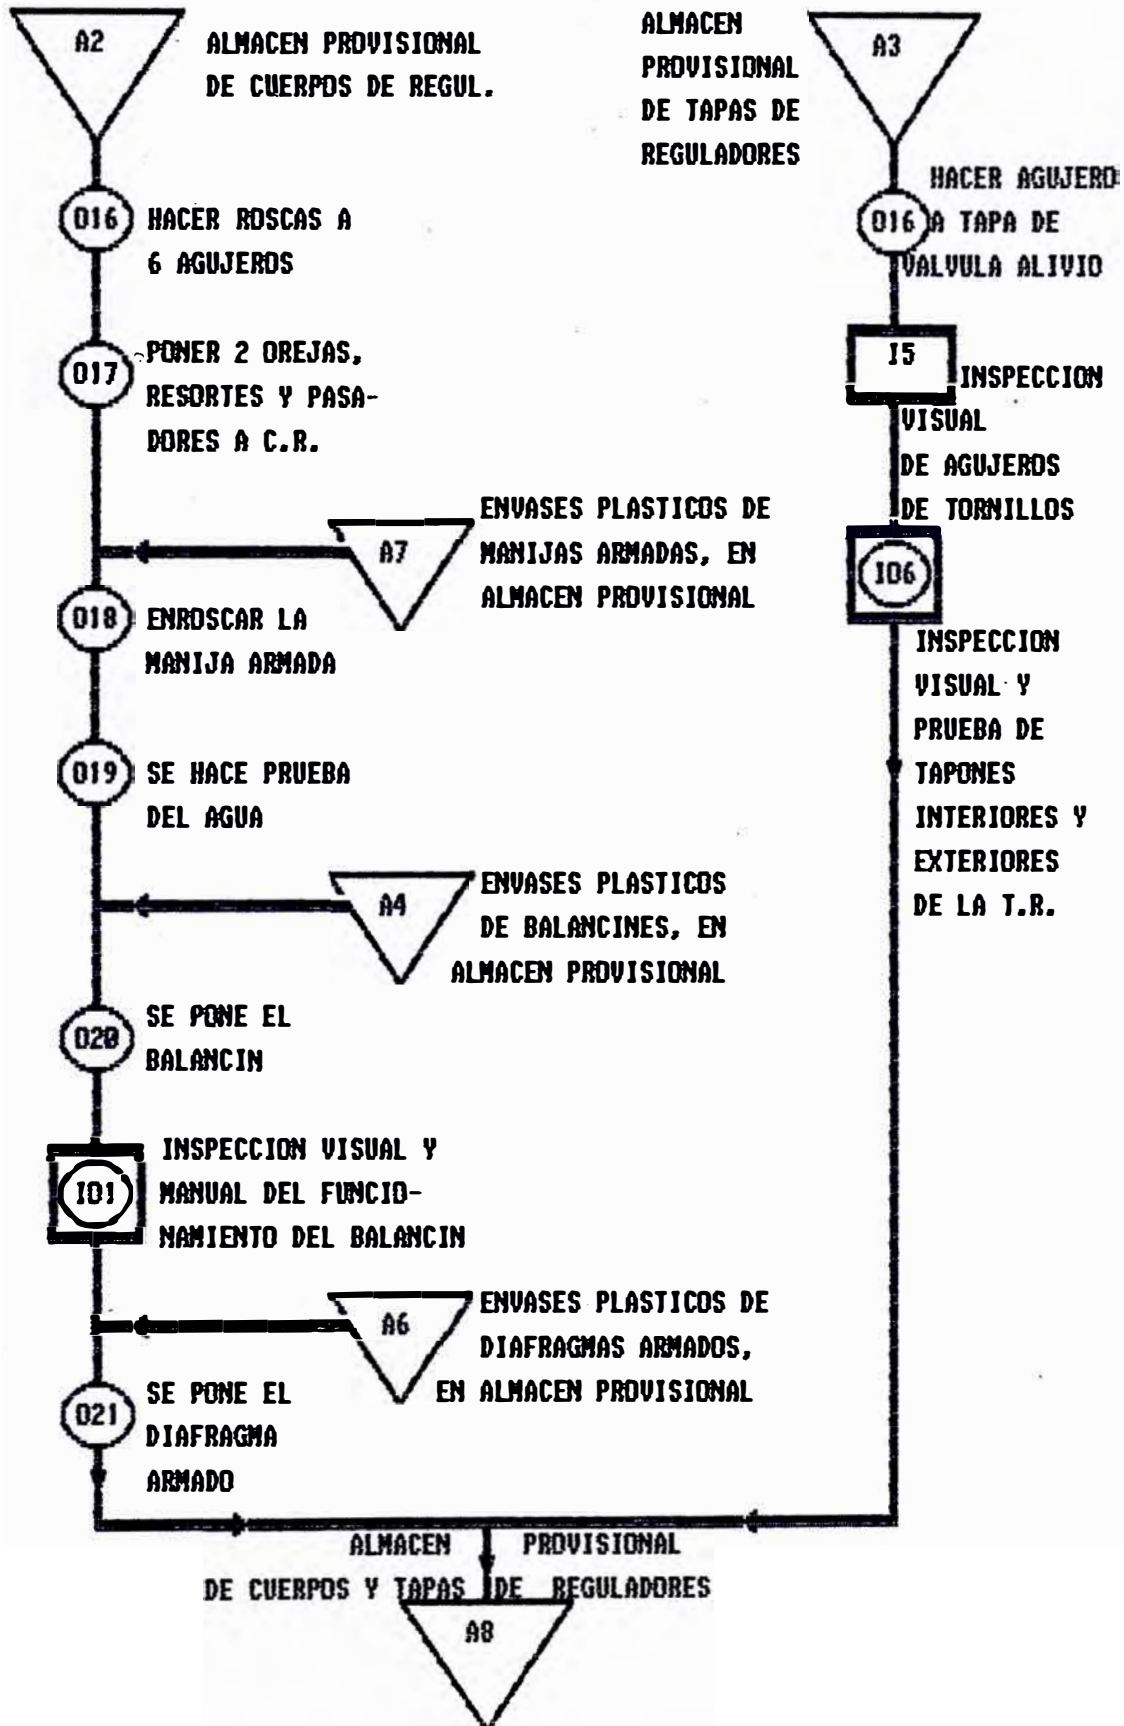 A2
ALMACEN PROVISIONAL
DE CUERPOS DE REGUL.
O16
HACER ROSCAS A
6 AGUJEROS
O17
PONER 2 OREJAS,
RESORTES Y PASA-
DORES A C.R.
A7
ENVASES PLASTICOS DE
MANIJAS ARMADAS, EN
ALMACEN PROVISIONAL
O18
ENROSCAR LA
MANIJA ARMADA
O19
SE HACE PRUEBA
DEL AGUA
A4
ENVASES PLASTICOS
DE BALANCINES, EN
ALMACEN PROVISIONAL
O20
SE PONE EL
BALANCIN
IO1
INSPECCION VISUAL Y
MANUAL DEL FUNCIO-
NAMIENTO DEL BALANCIN
A6
ENVASES PLASTICOS DE
DIAFRAGMAS ARMADOS,
EN ALMACEN PROVISIONAL
O21
SE PONE EL
DIAFRAGMA
ARMADO
ALMACEN
PROVISIONAL
DE TAPAS DE
REGULADORES
A3
O16
HACER AGUJERO
A TAPA DE
VALVULA ALIVIO
I5
INSPECCION
VISUAL
DE AGUJEROS
DE TORNILLOS
IO6
INSPECCION
VISUAL Y
PRUEBA DE
TAPONES
INTERIORES Y
EXTERIORES
DE LA T.R.
ALMACEN PROVISIONAL
DE CUERPOS Y TAPAS DE REGULADORES
A8